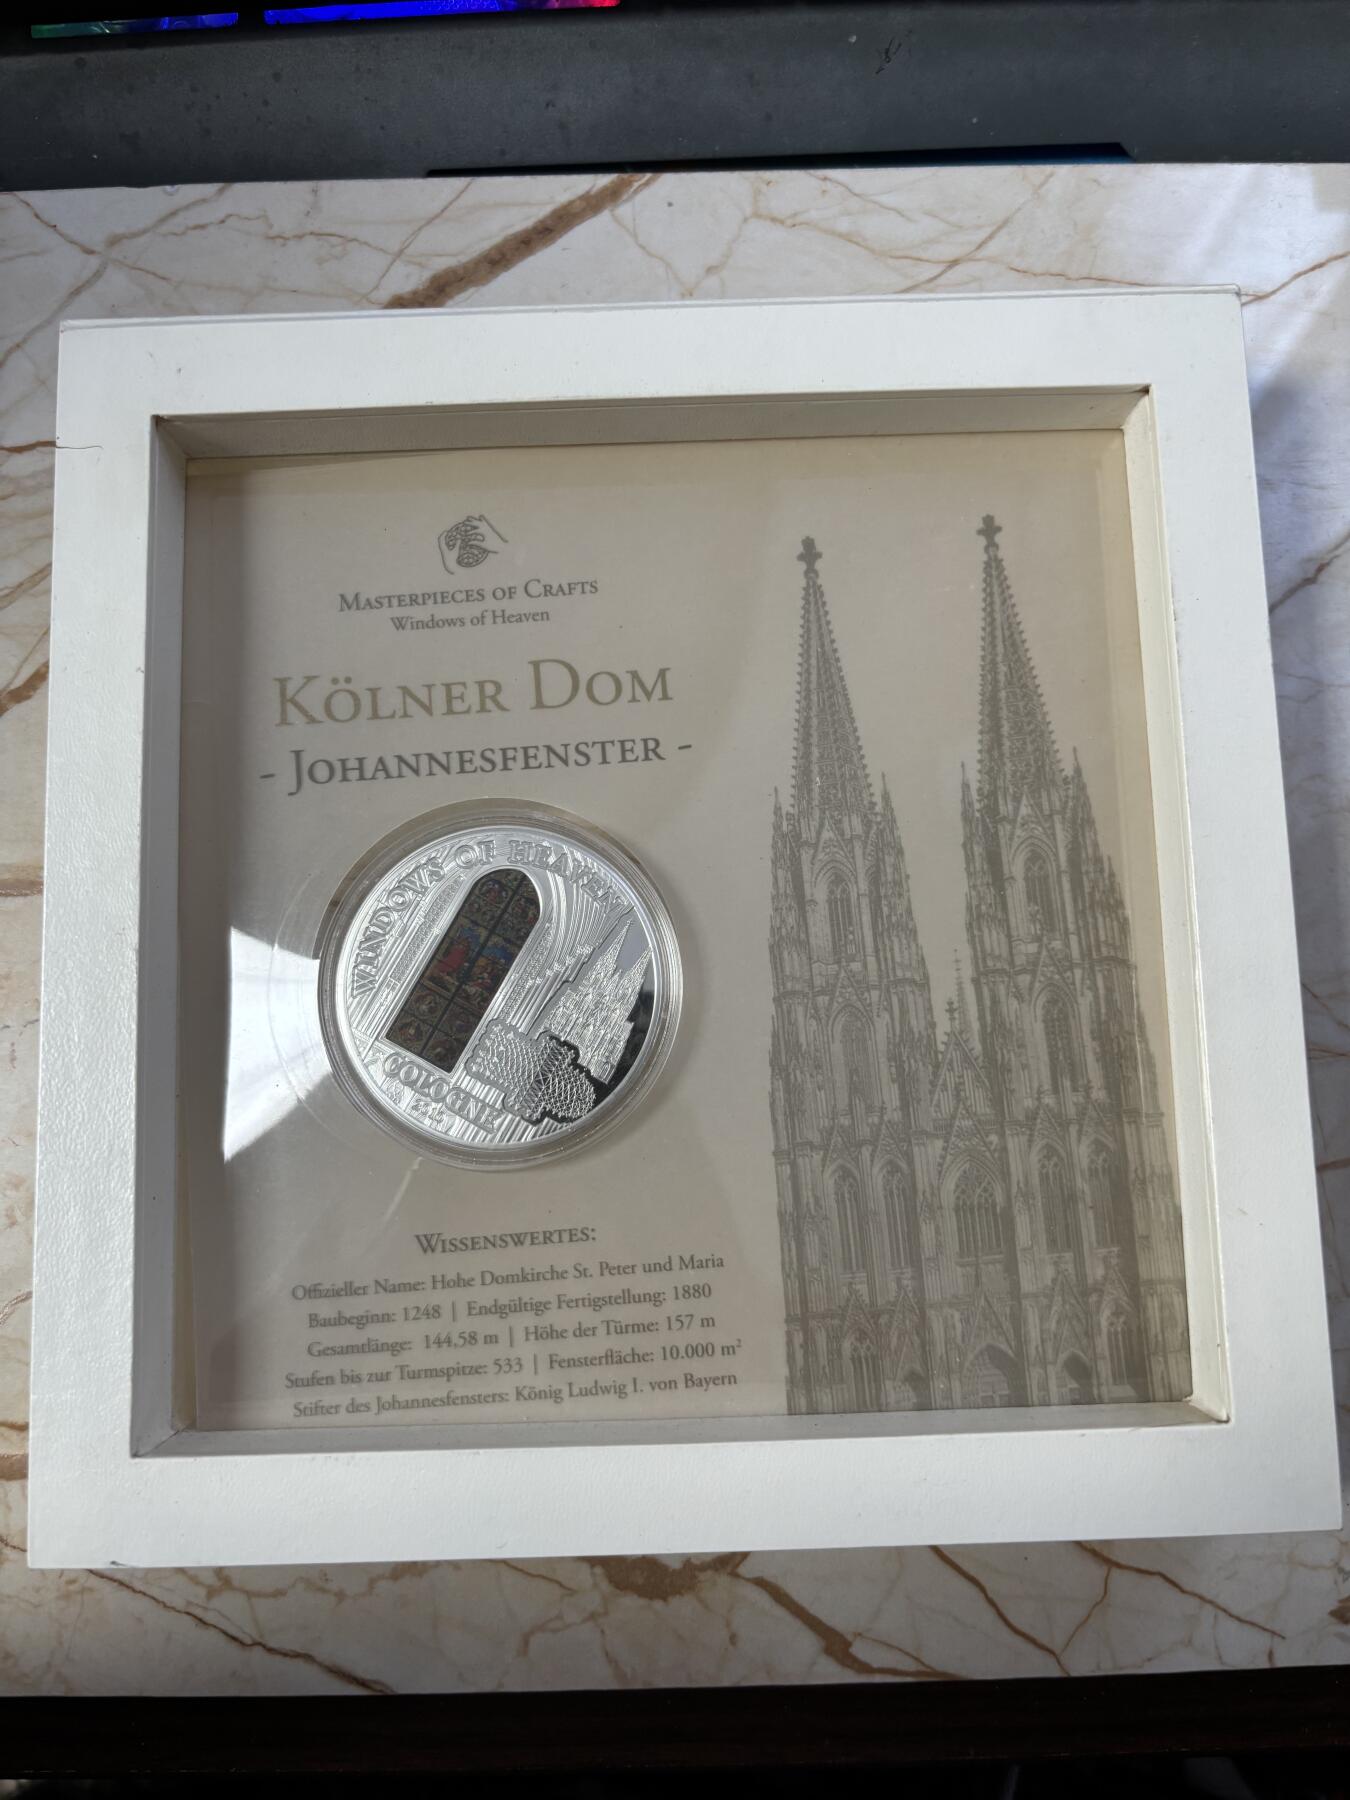 Masterpieces of Crafts
Windows of Heaven
Kölner Dom
- Johannesfenster -
WINDOWS OF HEAVEN
COLOGNE
Wissenswertes:
Offizieller Name: Hohe Domkirche St. Peter und Maria
Baubeginn: 1248 | Endgültige Fertigstellung: 1880
Gesamtlänge: 144,58 m | Höhe der Türme: 157 m
Stufen bis zur Turmspitze: 533 | Fensterfläche: 10.000 m²
Stifter des Johannesfensters: König Ludwig I. von Bayern